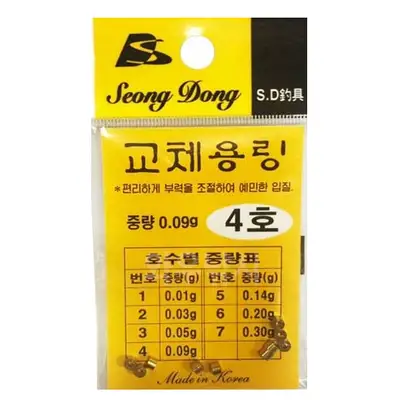 Seong Dong
S.D釣具
교체용링
*편리하게 부력을 조절하여 예민한 입질.
중량 0.09g
4호
호수별 중량표
번호 중량(g) 번호 중량(g)
1 0.01g 5 0.14g
2 0.03g 6 0.20g
3 0.05g 7 0.30g
4 0.09g
Made in Korea